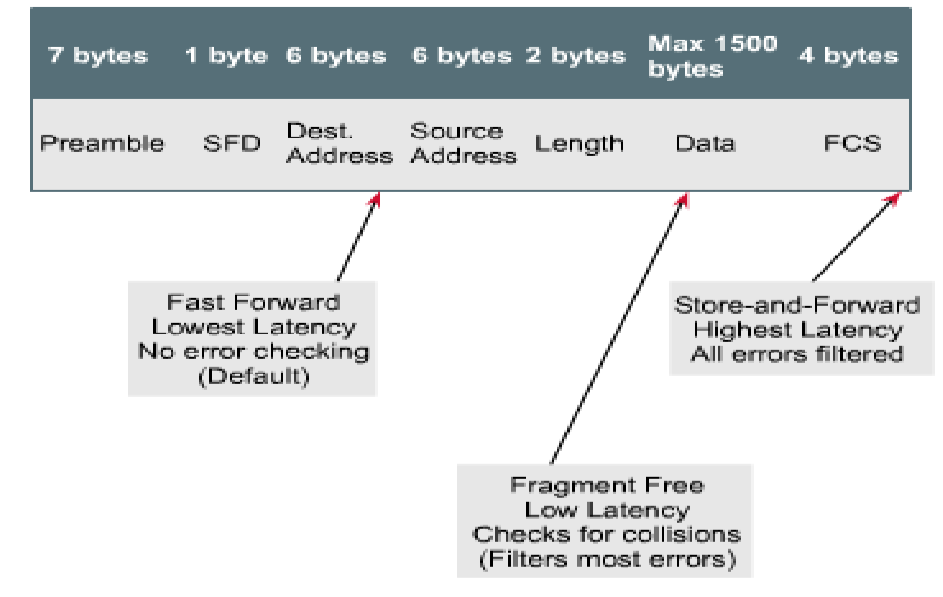 7 bytes 1 byte 6 bytes 6 bytes 2 bytes Max 1500 bytes 4 bytes
Preamble SFD Dest. Address Source Address Length Data FCS
Fast Forward
Lowest Latency
No error checking
(Default)
Store-and-Forward
Highest Latency
All errors filtered
Fragment Free
Low Latency
Checks for collisions
(Filters most errors)